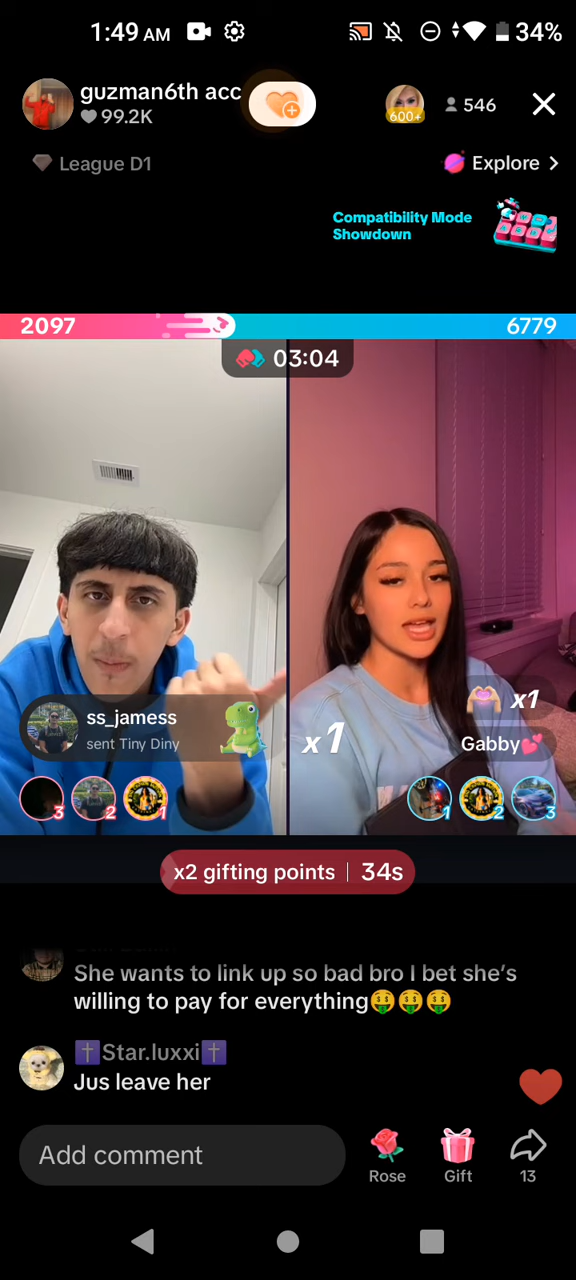 1:49 AM
34%
guzman6th acc
99.2K
600+
546
League D1
Explore >
Compatibility Mode
Showdown
2097
6779
03:04
ss_jamess
sent Tiny Diny
x1
x1
Gabby💕
3
2
1
1
2
3
x2 gifting points | 34s
She wants to link up so bad bro I bet she's
willing to pay for everything🤑🤑🤑
✝️Star.luxxi✝️
Jus leave her
Add comment
Rose
Gift
13